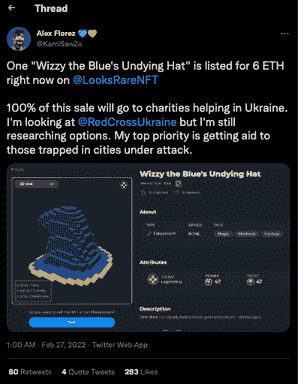 Thread
Alex Florez
@KamiSawZe
One "Wizzy the Blue's Undying Hat" is listed for 6 ETH
right now on @LooksRareNFT
100% of this sale will go to charities helping in Ukraine.
I'm looking at @RedCrossUkraine but I'm still
researching options. My top priority is getting aid to
those trapped in cities under attack.
Wizzy the Blue's Undying Hat
About
Attributes
Legendary
Description
1:00 AM · Feb 27, 2022 · Twitter Web App
80 Retweets 4 Quote Tweets 283 Likes